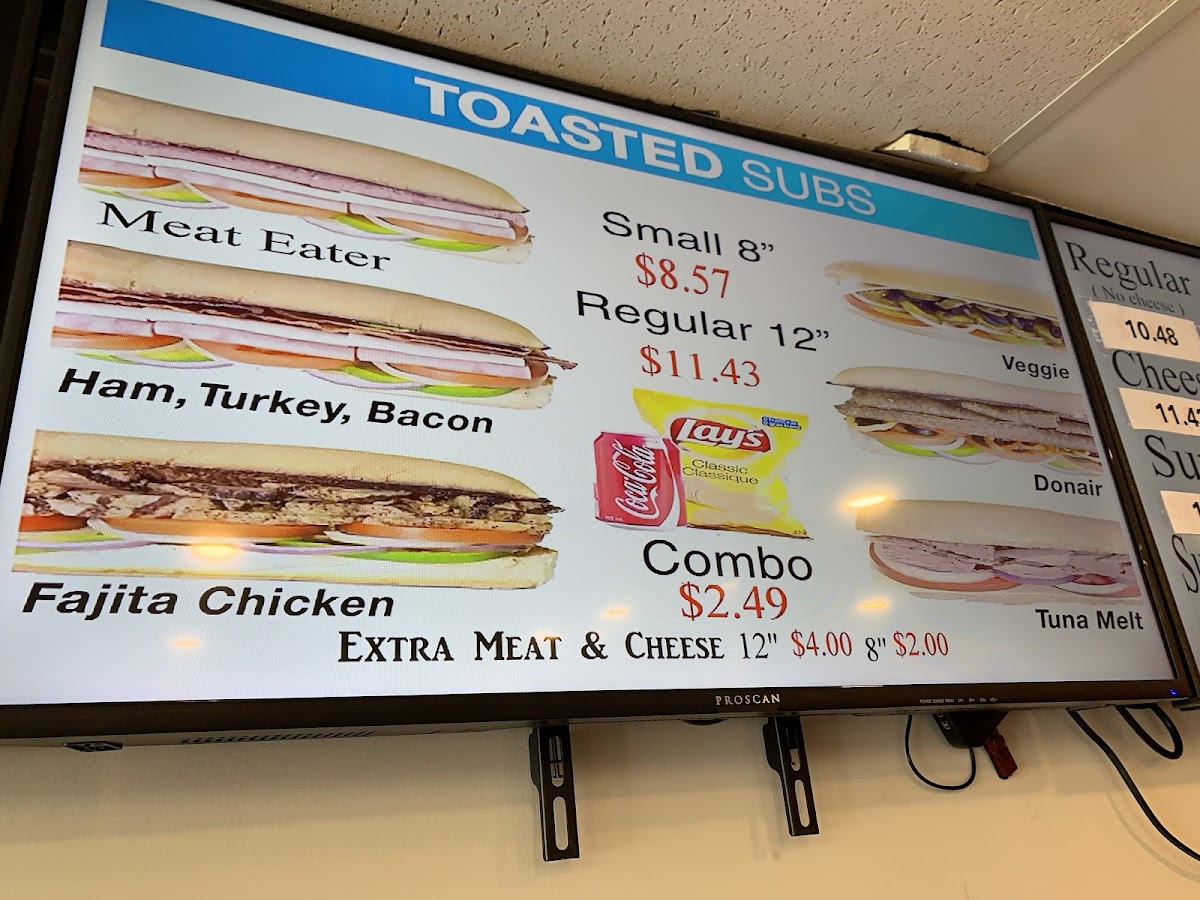 TOASTED SUBS
Meat Eater
Ham, Turkey, Bacon
Fajita Chicken
Small 8”
$8.57
Regular 12”
$11.43
Lay's
Classic
Classique
Coca-Cola
Combo
$2.49
Veggie
Donair
Tuna Melt
EXTRA MEAT & CHEESE 12" $4.00 8" $2.00
PROSCAN
Regular
( No cheese )
10.48